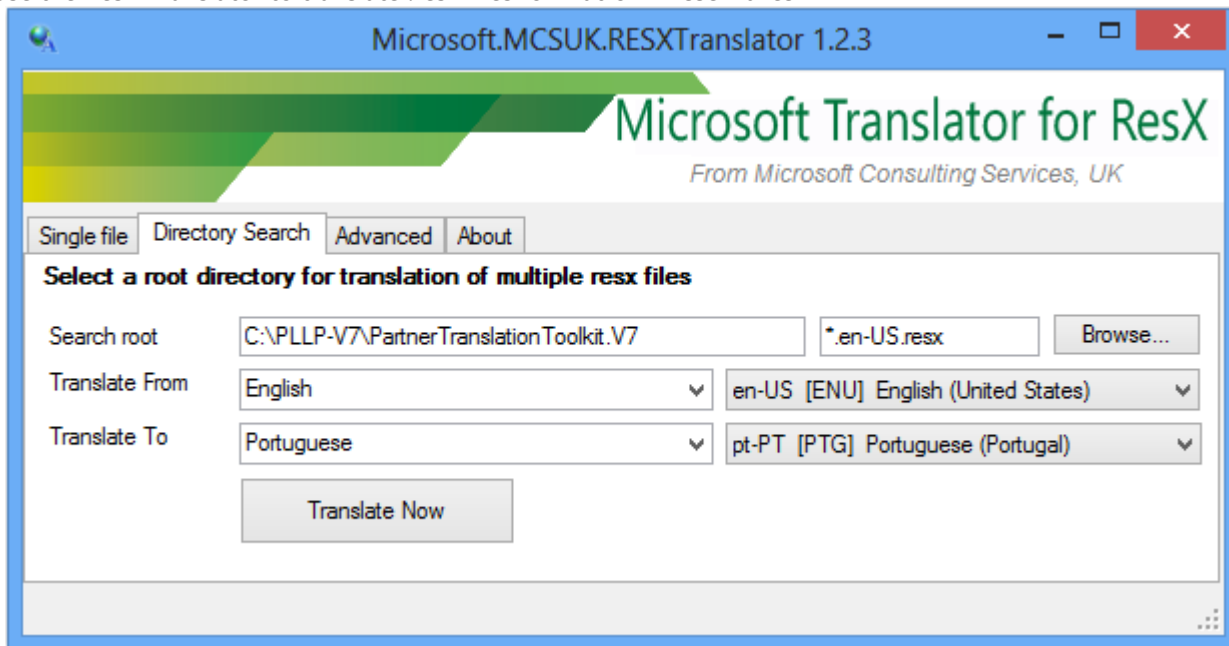 Microsoft.MCSUK.RESXTranslator 1.2.3
Microsoft Translator for ResX
From Microsoft Consulting Services, UK
Single file Directory Search Advanced About
Select a root directory for translation of multiple resx files
Search root C:\PLLP-V7\PartnerTranslationToolkit.V7 *.en-US.resx Browse...
Translate From English en-US [ENU] English (United States)
Translate To Portuguese pt-PT [PTG] Portuguese (Portugal)
Translate Now